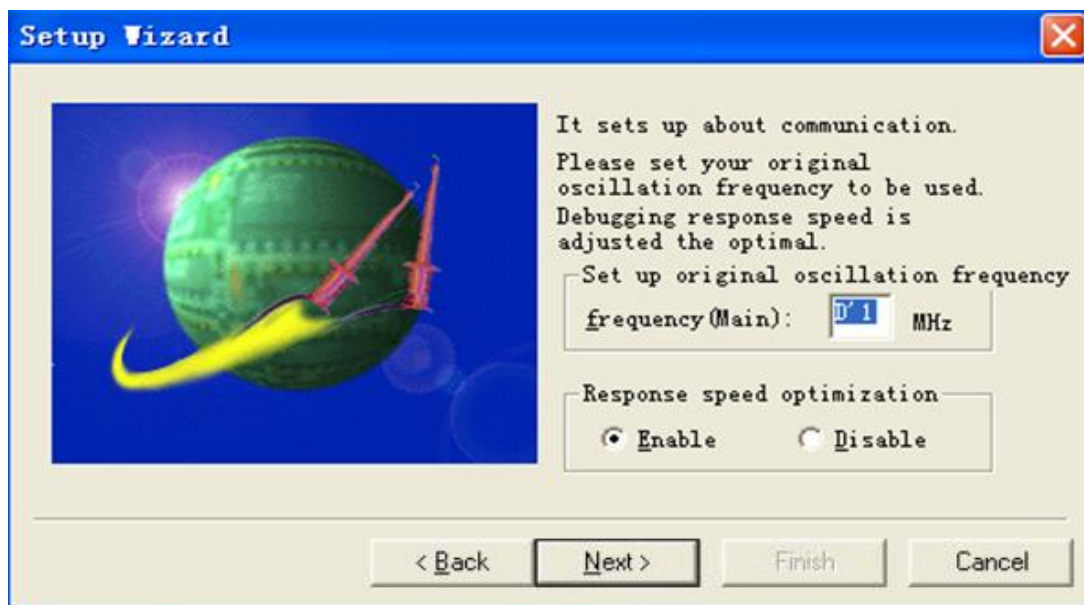 Setup Wizard
It sets up about communication.
Please set your original
oscillation frequency to be used.
Debugging response speed is
adjusted the optimal.
Set up original oscillation frequency
frequency(Main): D'1 MHz
Response speed optimization
Enable Disable
< Back Next > Finish Cancel